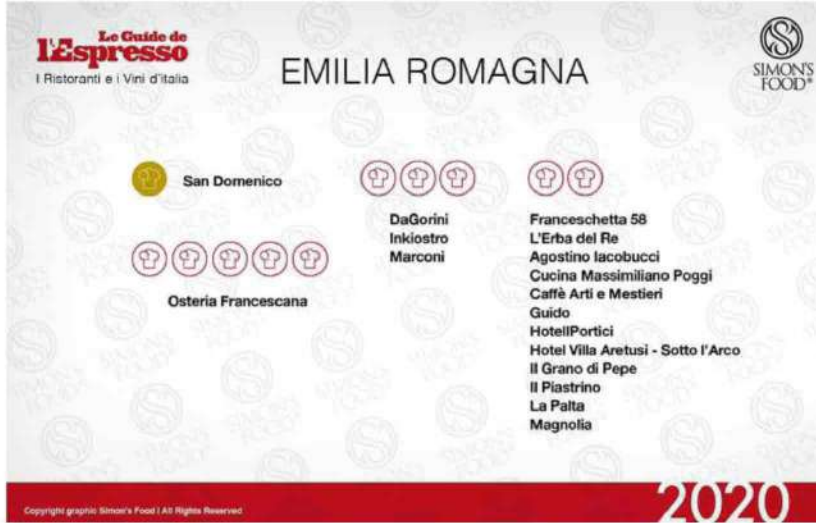 Le Guide de
l'Espresso
I Ristoranti e i Vini d'italia
EMILIA ROMAGNA
SIMON'S
FOOD®
San Domenico
Osteria Francescana
DaGorini
Inkiostro
Marconi
Franceschetta 58
L'Erba del Re
Agostino Iacobucci
Cucina Massimiliano Poggi
Caffè Arti e Mestieri
Guido
HotelIPortici
Hotel Villa Aretusi - Sotto l'Arco
Il Grano di Pepe
Il Piastrino
La Palta
Magnolia
Copyright graphic Simon's Food | All Rights Reserved
2020